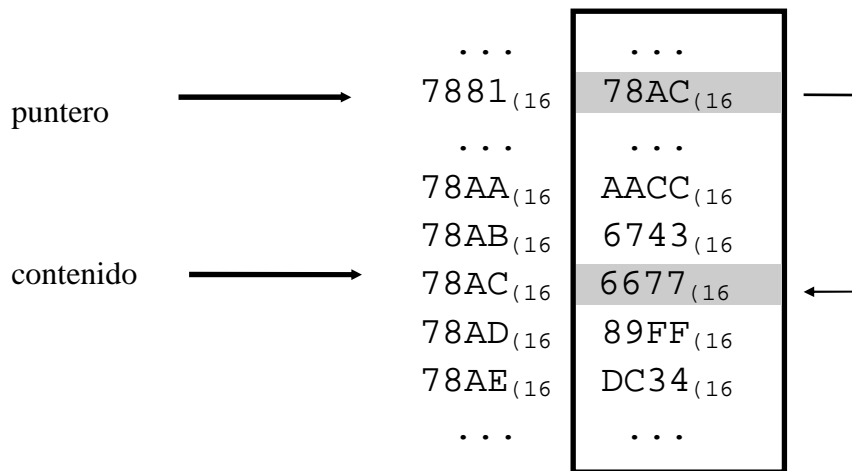 ... ...
puntero 7881(16 78AC(16
... ...
78AA(16 AACC(16
78AB(16 6743(16
contenido 78AC(16 6677(16
78AD(16 89FF(16
78AE(16 DC34(16
... ...